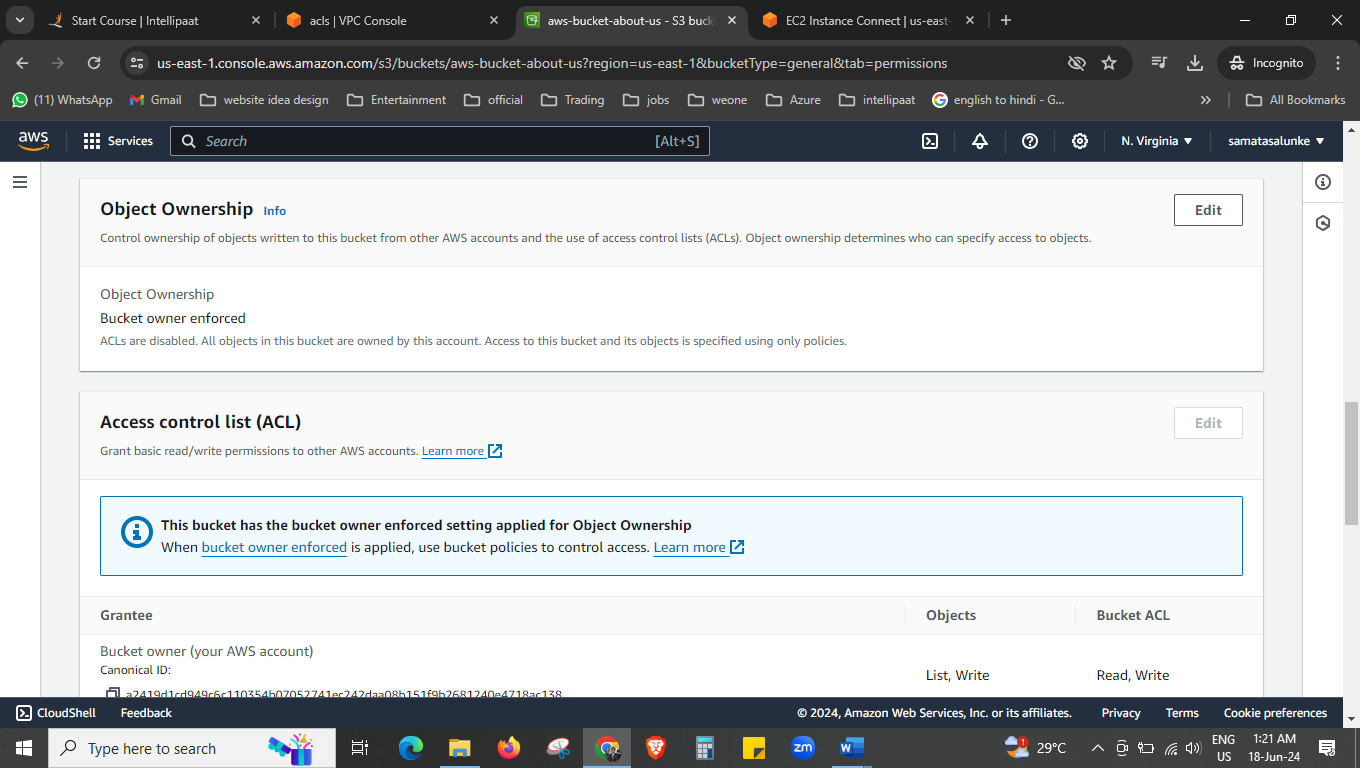 Start Course | Intellipaat
acls | VPC Console
aws-bucket-about-us - S3 buck
EC2 Instance Connect | us-east-
us-east-1.console.aws.amazon.com/s3/buckets/aws-bucket-about-us?region=us-east-1&bucketType=general&tab=permissions
Incognito
(11) WhatsApp
Gmail
website idea design
Entertainment
official
Trading
jobs
weone
Azure
intellipaat
english to hindi - G...
All Bookmarks
aws
Services
Search
[Alt+S]
N. Virginia
samatasalunke
Object Ownership Info
Edit
Control ownership of objects written to this bucket from other AWS accounts and the use of access control lists (ACLs). Object ownership determines who can specify access to objects.
Object Ownership
Bucket owner enforced
ACLs are disabled. All objects in this bucket are owned by this account. Access to this bucket and its objects is specified using only policies.
Access control list (ACL)
Edit
Grant basic read/write permissions to other AWS accounts. Learn more
This bucket has the bucket owner enforced setting applied for Object Ownership
When bucket owner enforced is applied, use bucket policies to control access. Learn more
Grantee
Objects
Bucket ACL
Bucket owner (your AWS account)
Canonical ID:
List, Write
Read, Write
a2419d1cd949c6c110354b07052741ec242daa08b151f9b2681240e4718ac138
CloudShell
Feedback
© 2024, Amazon Web Services, Inc. or its affiliates.
Privacy
Terms
Cookie preferences
Type here to search
zm
1
29°C
ENG
US
1:21 AM
18-Jun-24